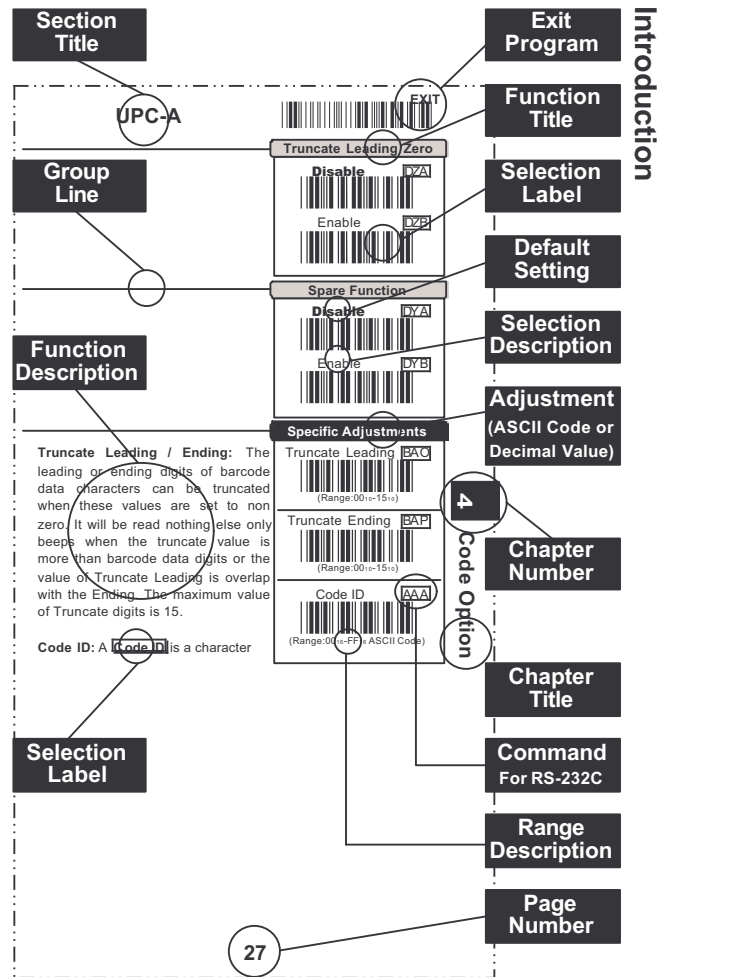 Section
Title
Exit
Program
Introduction
EXIT
UPC-A
Function
Title
Truncate Leading Zero
Disable DZA
Group
Line
Selection
Label
Enable DZB
Default
Setting
Spare Function
Disable DYA
Selection
Description
Function
Description
Enable DYB
Adjustment
(ASCII Code or
Decimal Value)
Specific Adjustments
Truncate Leading BAO
(Range:00₁₀-15₁₀)
Truncate Ending BAP
(Range:00₁₀-15₁₀)
Code ID AAA
(Range:00₁₆-FF₁₆ ASCII Code)
Truncate Leading / Ending: The
leading or ending digits of barcode
data characters can be truncated
when these values are set to non
zero. It will be read nothing else only
beeps when the truncate value is
more than barcode data digits or the
value of Truncate Leading is overlap
with the Ending. The maximum value
of Truncate digits is 15.
Code ID: A Code ID is a character
4
Code Option
Chapter
Number
Chapter
Title
Selection
Label
Command
For RS-232C
Range
Description
Page
Number
27